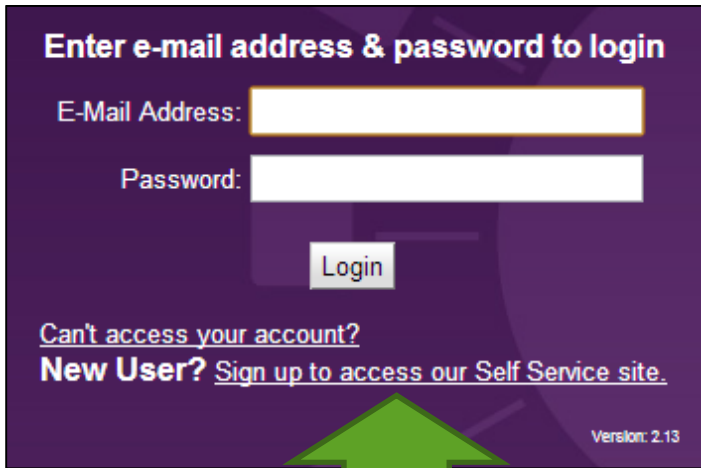 Enter e-mail address & password to login
E-Mail Address:
Password:
Login
Can't access your account?
New User? Sign up to access our Self Service site.
Version: 2.13